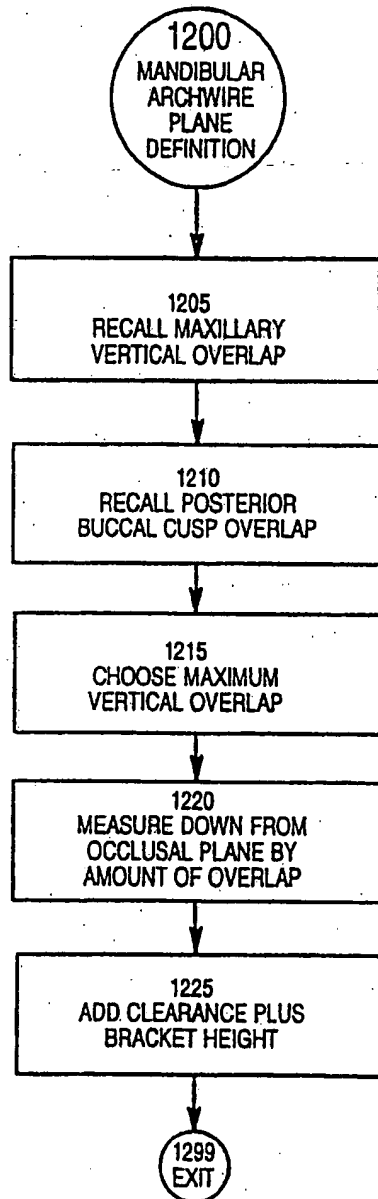 1200
MANDIBULAR
ARCHWIRE
PLANE
DEFINITION
1205
RECALL MAXILLARY
VERTICAL OVERLAP
1210
RECALL POSTERIOR
BUCCAL CUSP OVERLAP
1215
CHOOSE MAXIMUM
VERTICAL OVERLAP
1220
MEASURE DOWN FROM
OCCLUSAL PLANE BY
AMOUNT OF OVERLAP
1225
ADD CLEARANCE PLUS
BRACKET HEIGHT
1299
EXIT